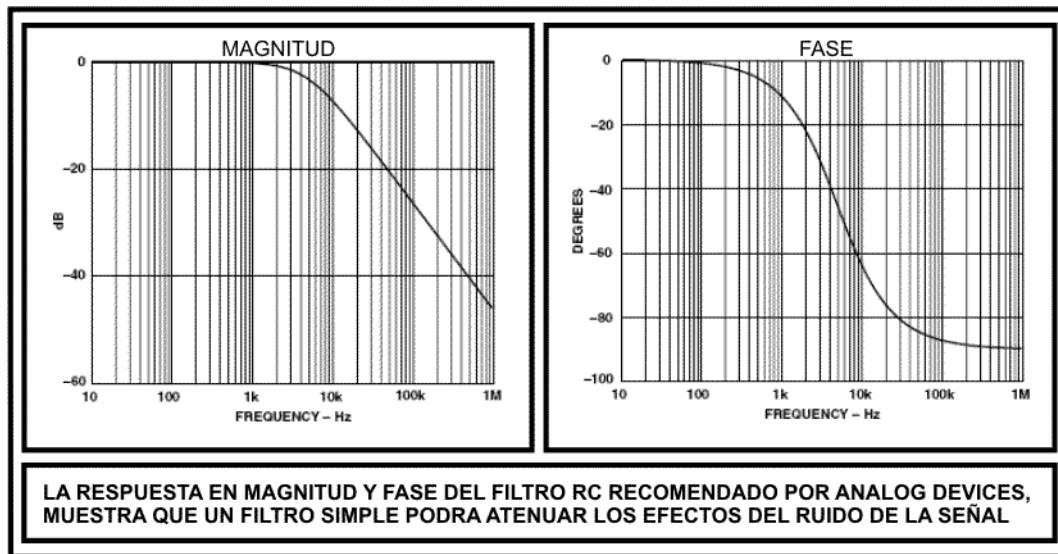 MAGNITUD
0
–20
–40
–60
dB
10 100 1k 10k 100k 1M
FREQUENCY – Hz
FASE
0
–20
–40
–60
–80
–100
DEGREES
10 100 1k 10k 100k 1M
FREQUENCY – Hz
LA RESPUESTA EN MAGNITUD Y FASE DEL FILTRO RC RECOMENDADO POR ANALOG DEVICES,
MUESTRA QUE UN FILTRO SIMPLE PODRA ATENUAR LOS EFECTOS DEL RUIDO DE LA SEÑAL